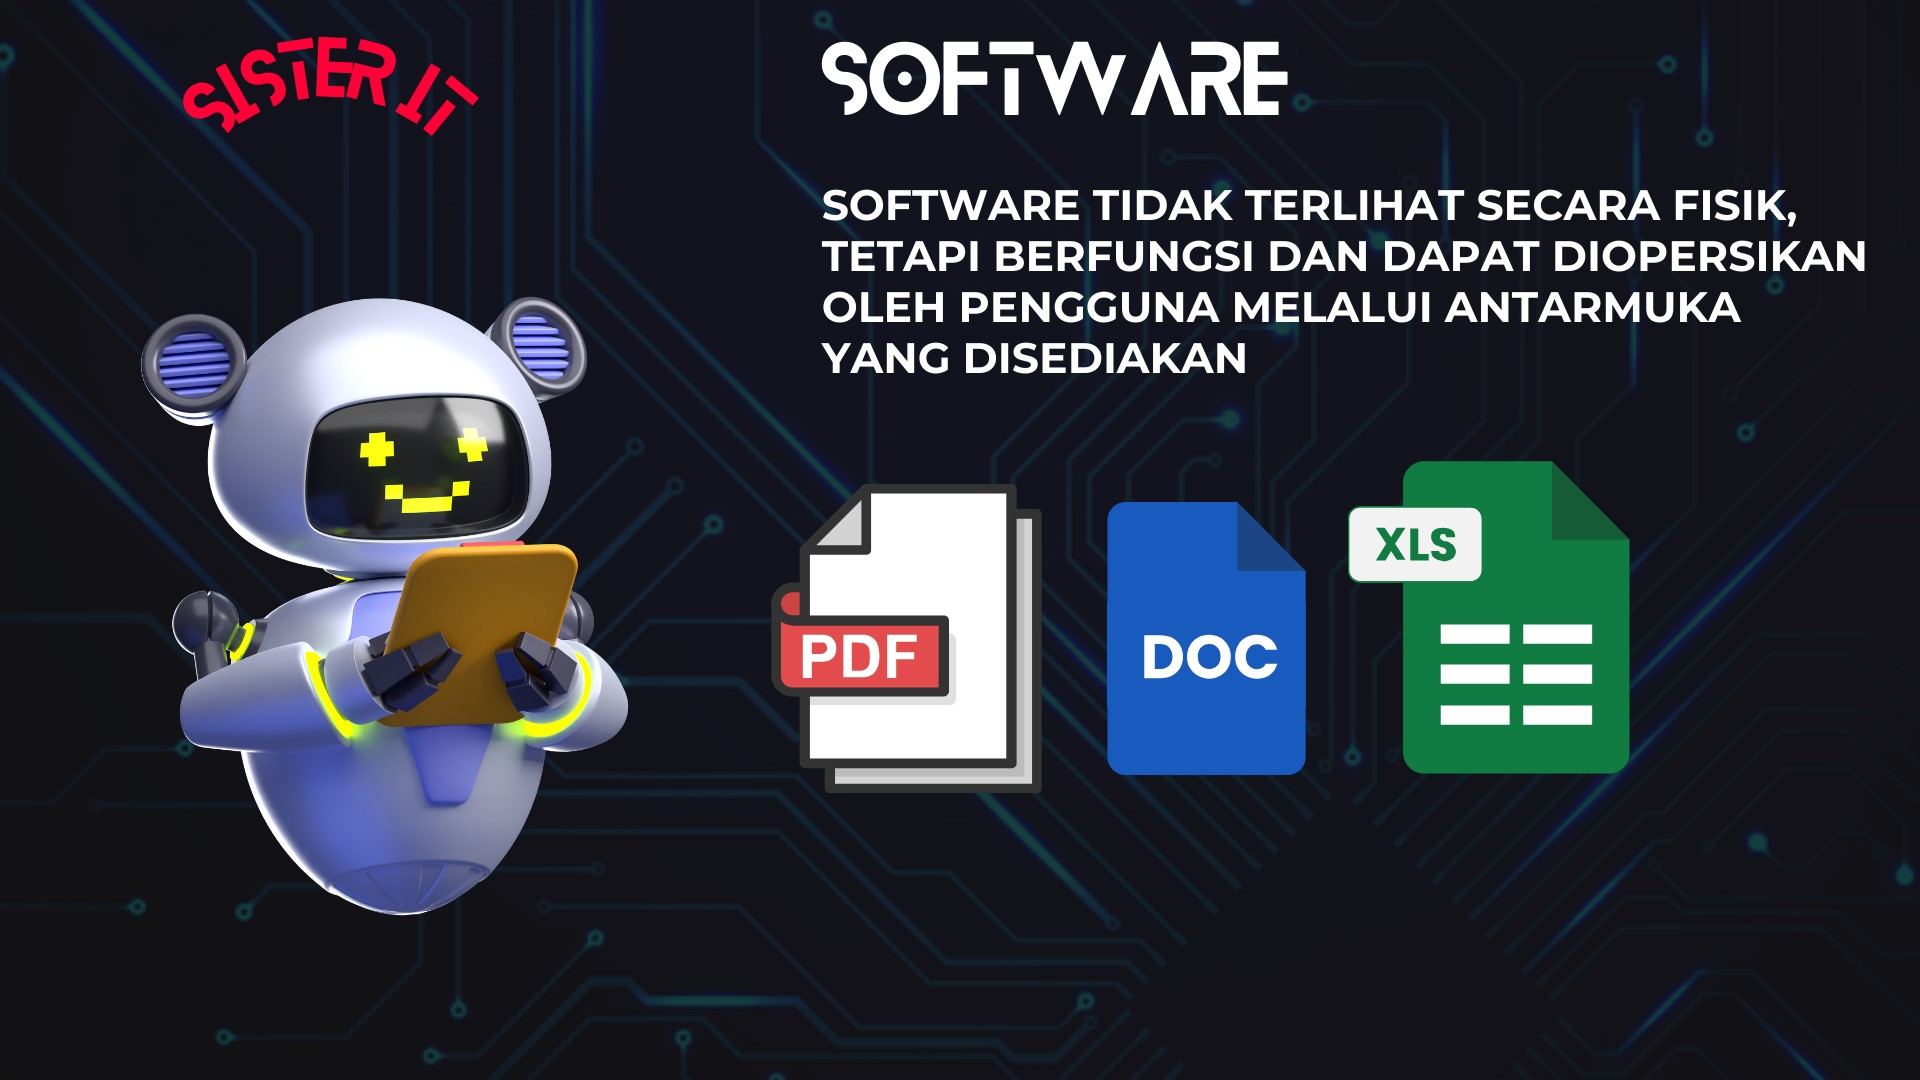 SISTER IT
SOFTWARE
SOFTWARE TIDAK TERLIHAT SECARA FISIK,
TETAPI BERFUNGSI DAN DAPAT DIOPERSIKAN
OLEH PENGGUNA MELALUI ANTARMUKA
YANG DISEDIAKAN
PDF
DOC
XLS